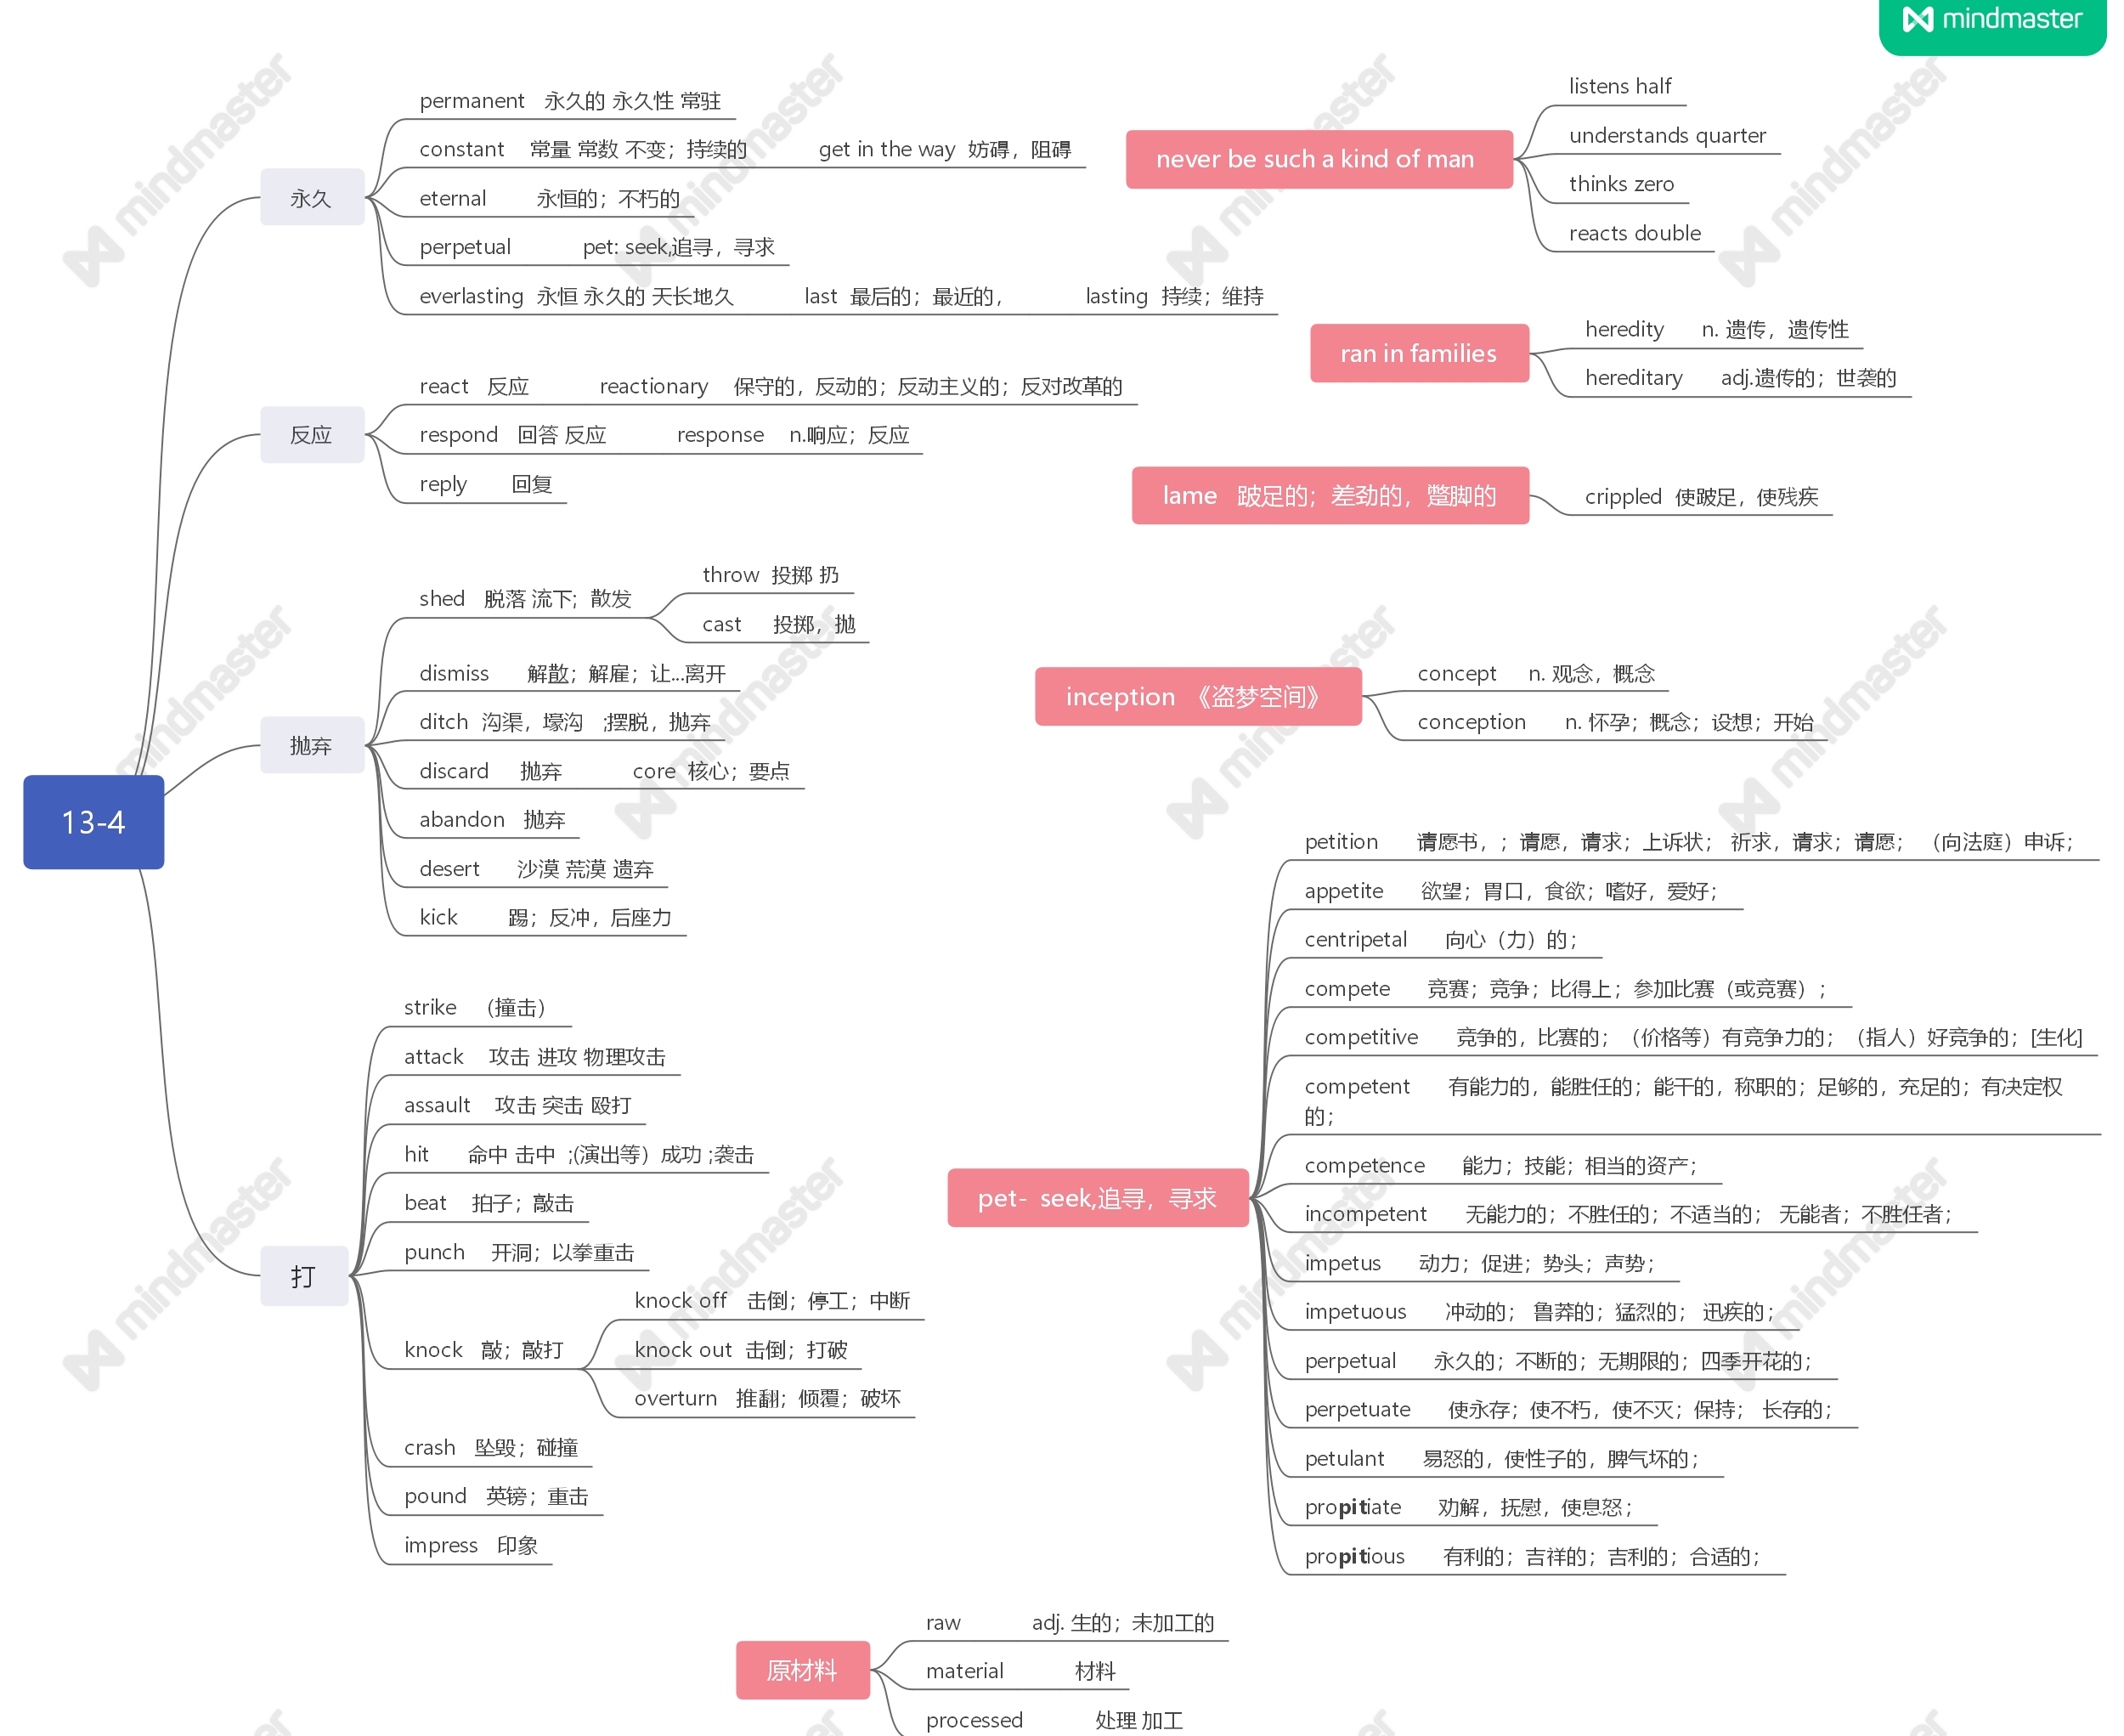 mindmaster
13-4
永久
permanent 永久的 永久性 常驻
constant 常量 常数 不变；持续的 get in the way 妨碍，阻碍
eternal 永恒的；不朽的
perpetual pet: seek,追寻，寻求
everlasting 永恒 永久的 天长地久 last 最后的；最近的， lasting 持续；维持
反应
react 反应 reactionary 保守的，反动的；反动主义的；反对改革的
respond 回答 反应 response n.响应；反应
reply 回复
抛弃
shed 脱落 流下；散发
throw 投掷 扔
cast 投掷，抛
dismiss 解散；解雇；让...离开
ditch 沟渠，壕沟 ;摆脱，抛弃
discard 抛弃 core 核心；要点
abandon 抛弃
desert 沙漠 荒漠 遗弃
kick 踢；反冲，后座力
打
strike （撞击）
attack 攻击 进攻 物理攻击
assault 攻击 突击 殴打
hit 命中 击中 ;(演出等）成功 ;袭击
beat 拍子；敲击
punch 开洞；以拳重击
knock 敲；敲打
knock off 击倒；停工；中断
knock out 击倒；打破
overturn 推翻；倾覆；破坏
crash 坠毁；碰撞
pound 英镑；重击
impress 印象
never be such a kind of man
listens half
understands quarter
thinks zero
reacts double
ran in families
heredity n. 遗传，遗传性
hereditary adj.遗传的；世袭的
lame 跛足的；差劲的，蹩脚的
crippled 使跛足，使残疾
inception 《盗梦空间》
concept n. 观念，概念
conception n. 怀孕；概念；设想；开始
pet- seek,追寻，寻求
petition 请愿书，；请愿，请求；上诉状； 祈求，请求；请愿； （向法庭）申诉；
appetite 欲望；胃口，食欲；嗜好，爱好；
centripetal 向心（力）的；
compete 竞赛；竞争；比得上；参加比赛（或竞赛）；
competitive 竞争的，比赛的；（价格等）有竞争力的；（指人）好竞争的；[生化]
competent 有能力的，能胜任的；能干的，称职的；足够的，充足的；有决定权
的；
competence 能力；技能；相当的资产；
incompetent 无能力的；不胜任的；不适当的； 无能者；不胜任者；
impetus 动力；促进；势头；声势；
impetuous 冲动的； 鲁莽的；猛烈的； 迅疾的；
perpetual 永久的；不断的；无期限的；四季开花的；
perpetuate 使永存；使不朽，使不灭；保持； 长存的；
petulant 易怒的，使性子的，脾气坏的；
propitiate 劝解，抚慰，使息怒；
propitious 有利的；吉祥的；吉利的；合适的；
原材料
raw adj. 生的；未加工的
material 材料
processed 处理 加工